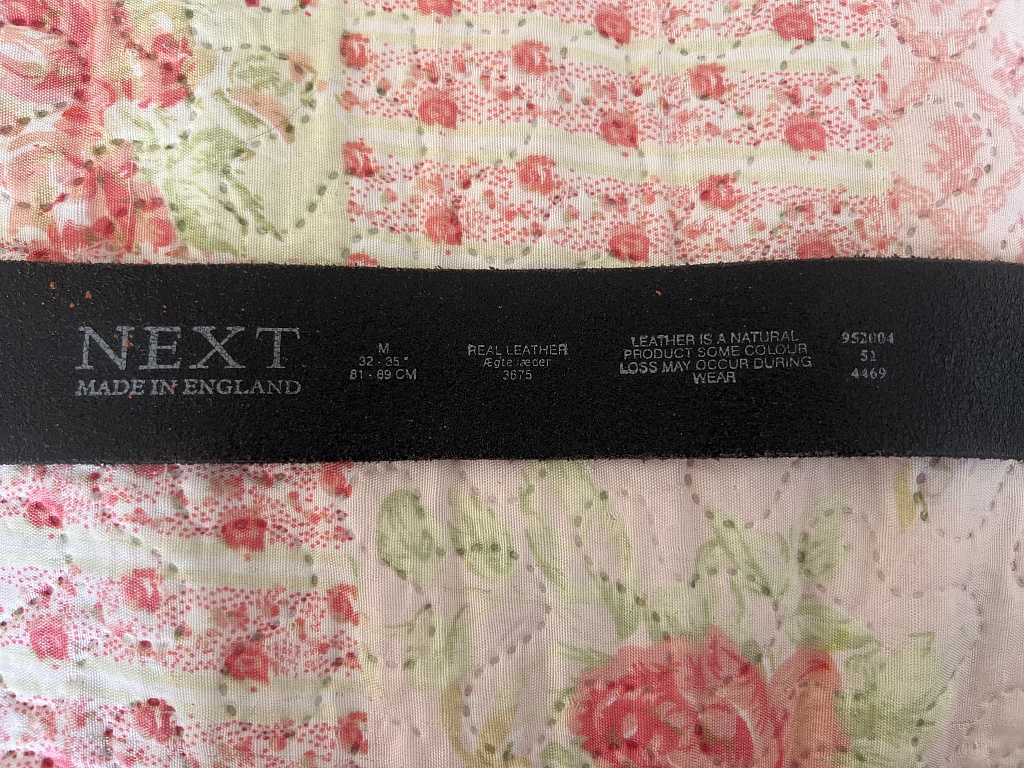 NEXT
MADE IN ENGLAND
M
32 - 35"
81 - 89 CM
REAL LEATHER
Ægte læder
3675
LEATHER IS A NATURAL
PRODUCT SOME COLOUR
LOSS MAY OCCUR DURING
WEAR
952004
51
4469